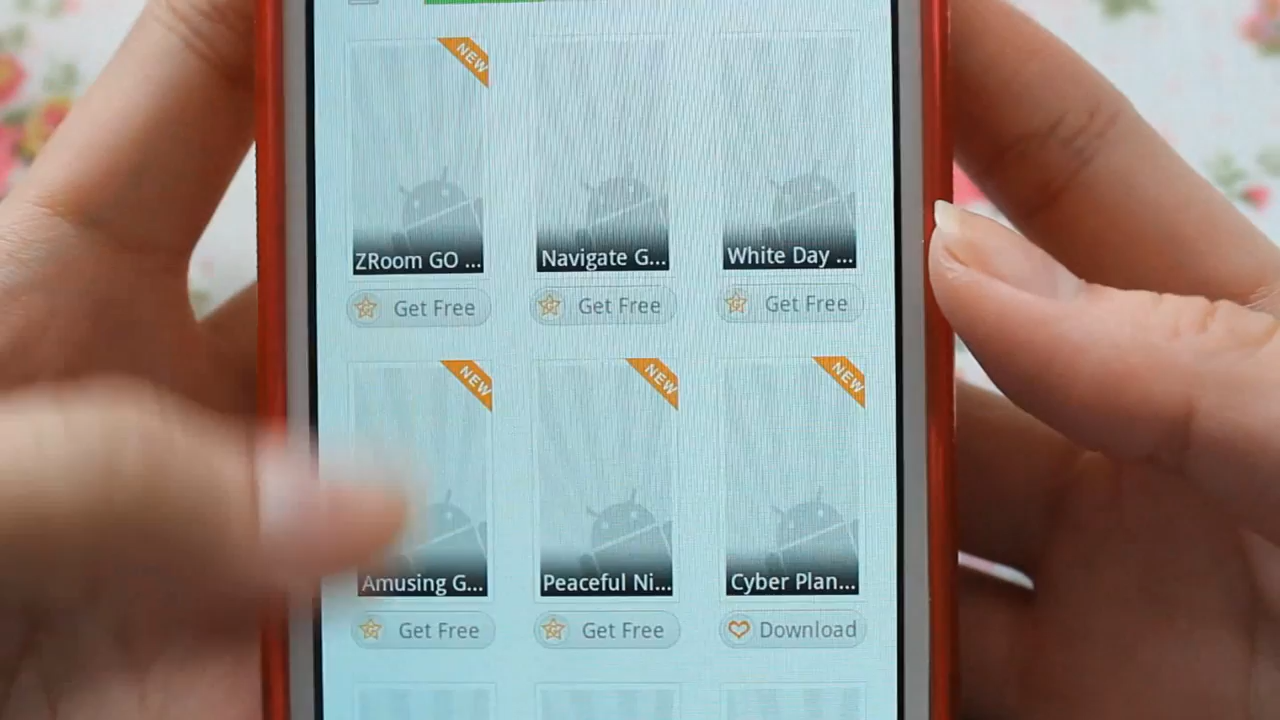 NEW
ZRoom GO ...
Navigate G...
White Day ...
Get Free
Get Free
Get Free
NEW
NEW
NEW
Amusing G...
Peaceful Ni...
Cyber Plan...
Get Free
Get Free
Download